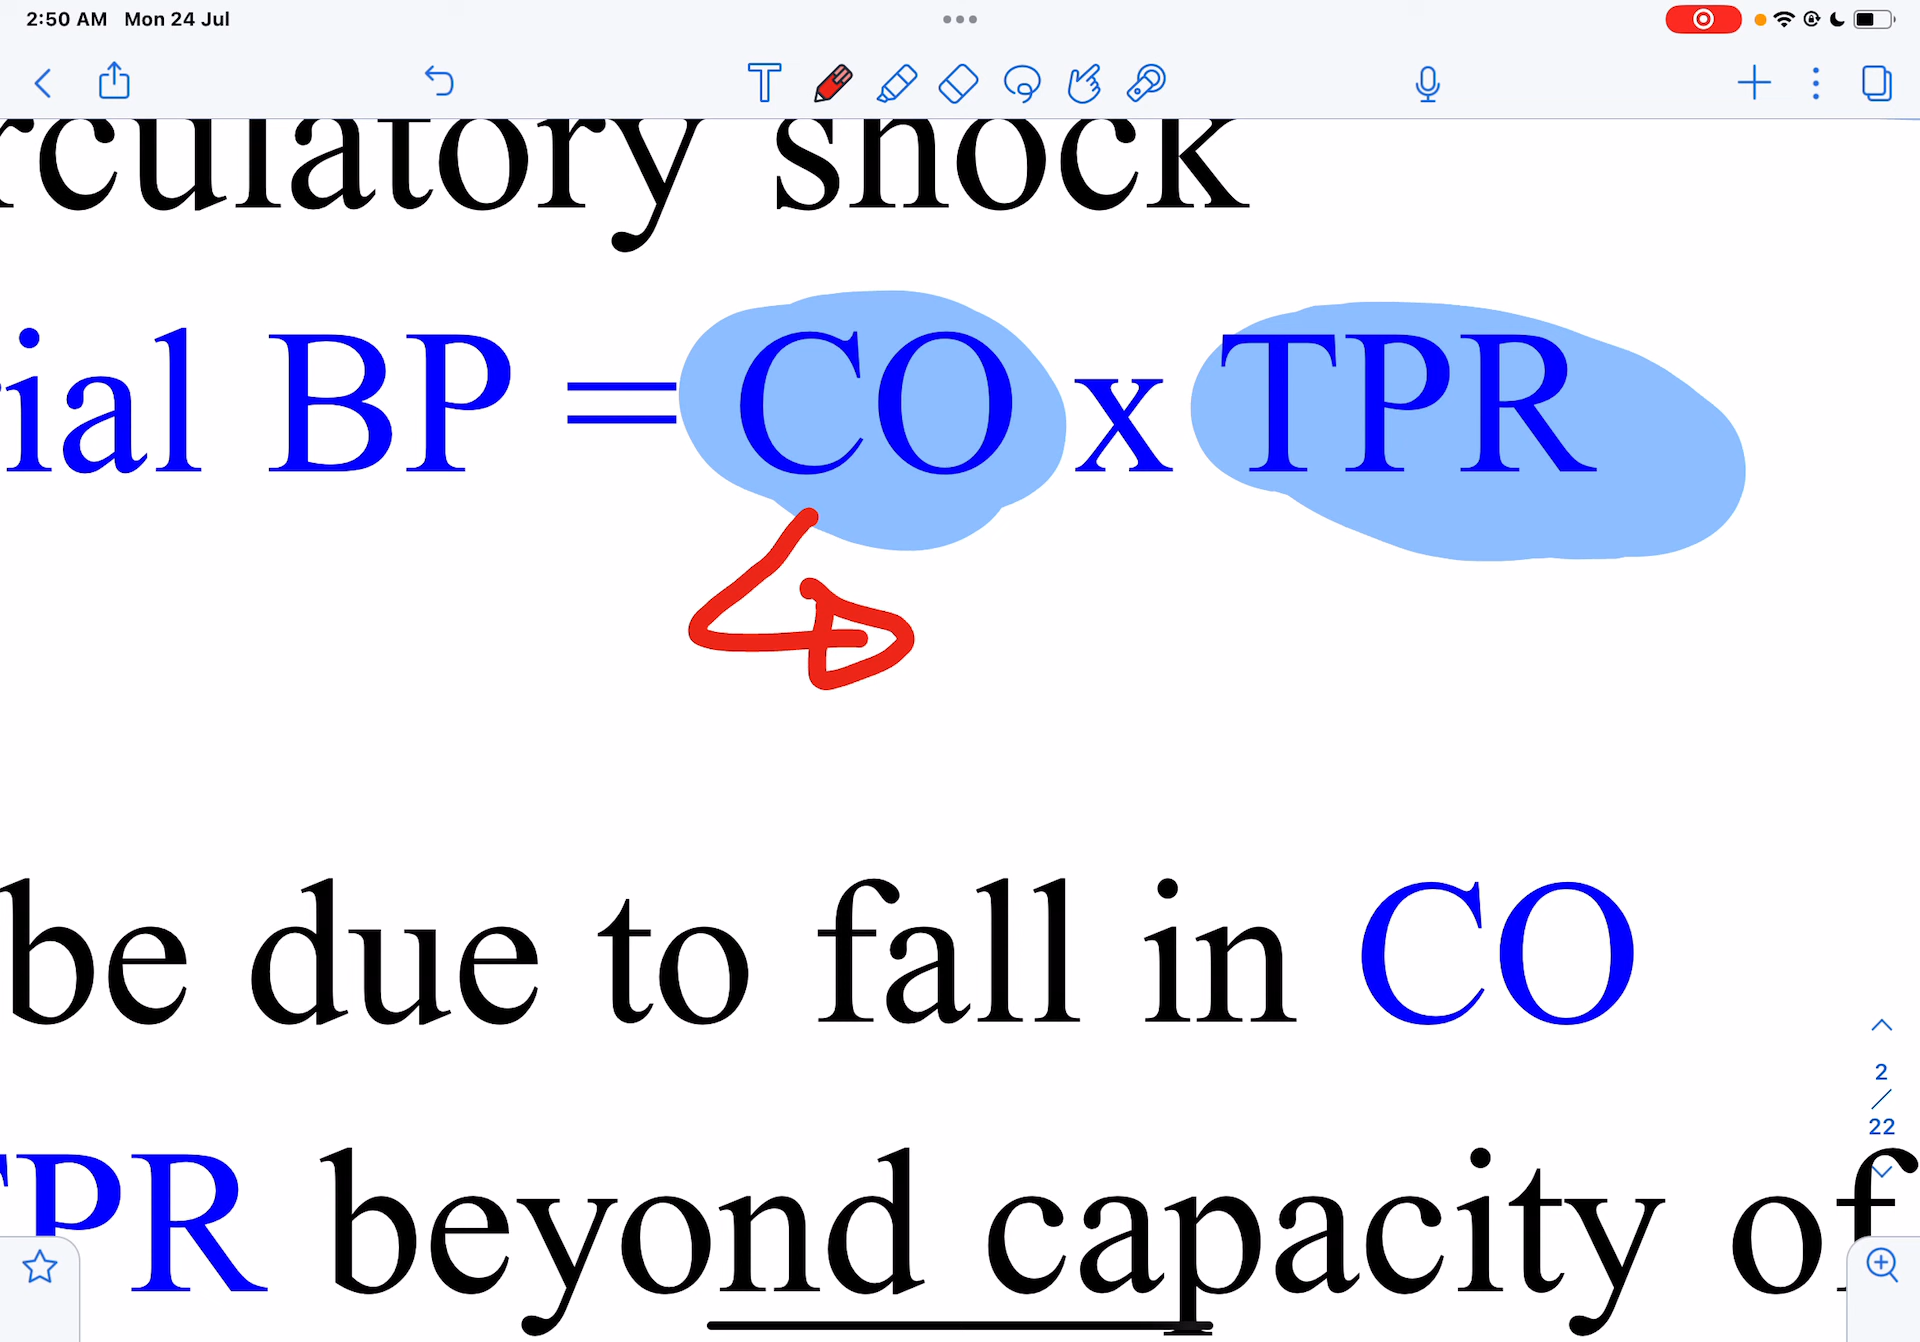 2:50 AM Mon 24 Jul
rculatory shock
ial BP = CO x TPR
be due to fall in CO
2
/
22
TPR beyond capacity of